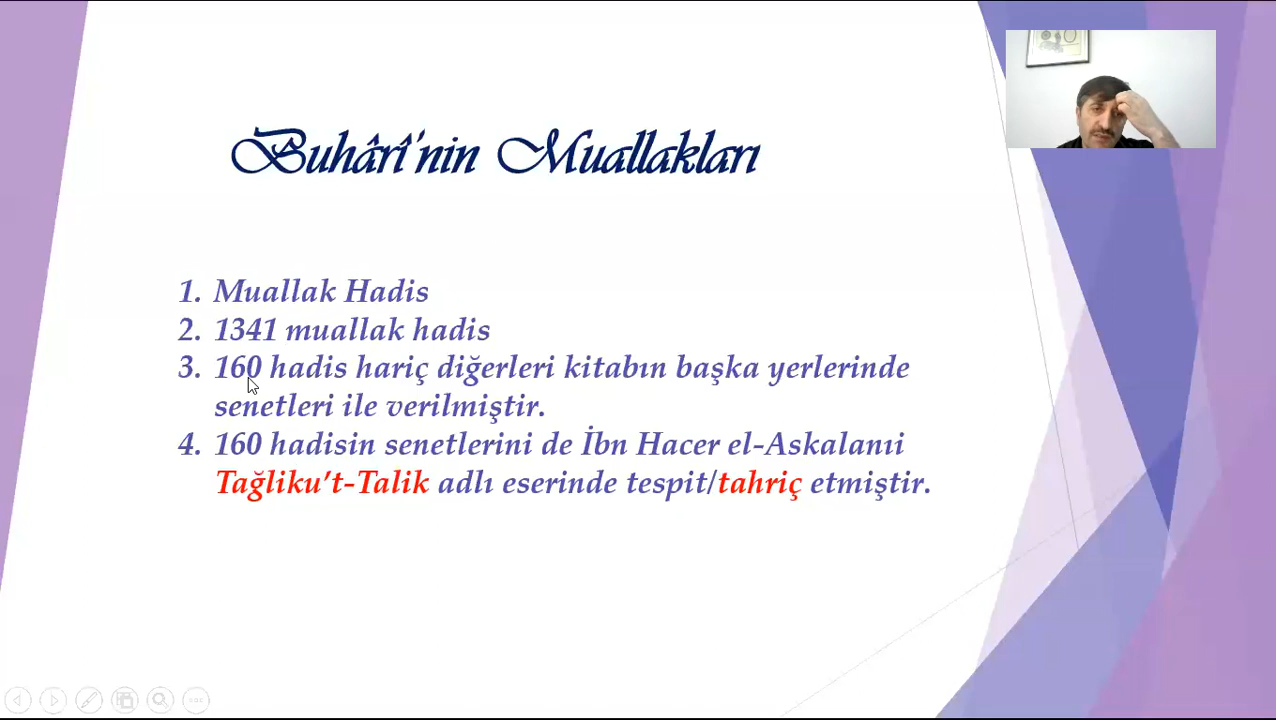 Buhârî'nin Muallakları
1. Muallak Hadis
2. 1341 muallak hadis
3. 160 hadis hariç diğerleri kitabın başka yerlerinde
senetleri ile verilmiştir.
4. 160 hadisin senetlerini de İbn Hacer el-Askalanıi
Tağliku't-Talik adlı eserinde tespit/tahriç etmiştir.